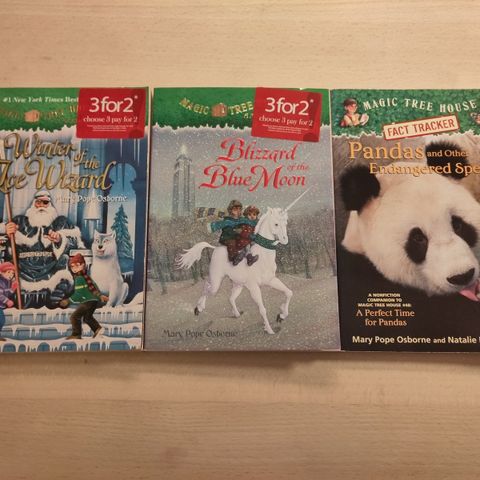 #1 New York Times Bes
3for2*
choose 3 pay for 2
Winter of the
Ice Wizard
Mary Pope Osborne
MAGIC TREE
3for2*
choose 3 pay for 2
Blizzard of the
Blue Moon
Mary Pope Osborne
MAGIC TREE HOUSE
FACT TRACKER
Pandas and Other
Endangered Spe
A NONFICTION
COMPANION TO
MAGIC TREE HOUSE #48:
A Perfect Time
for Pandas
Mary Pope Osborne and Natalie